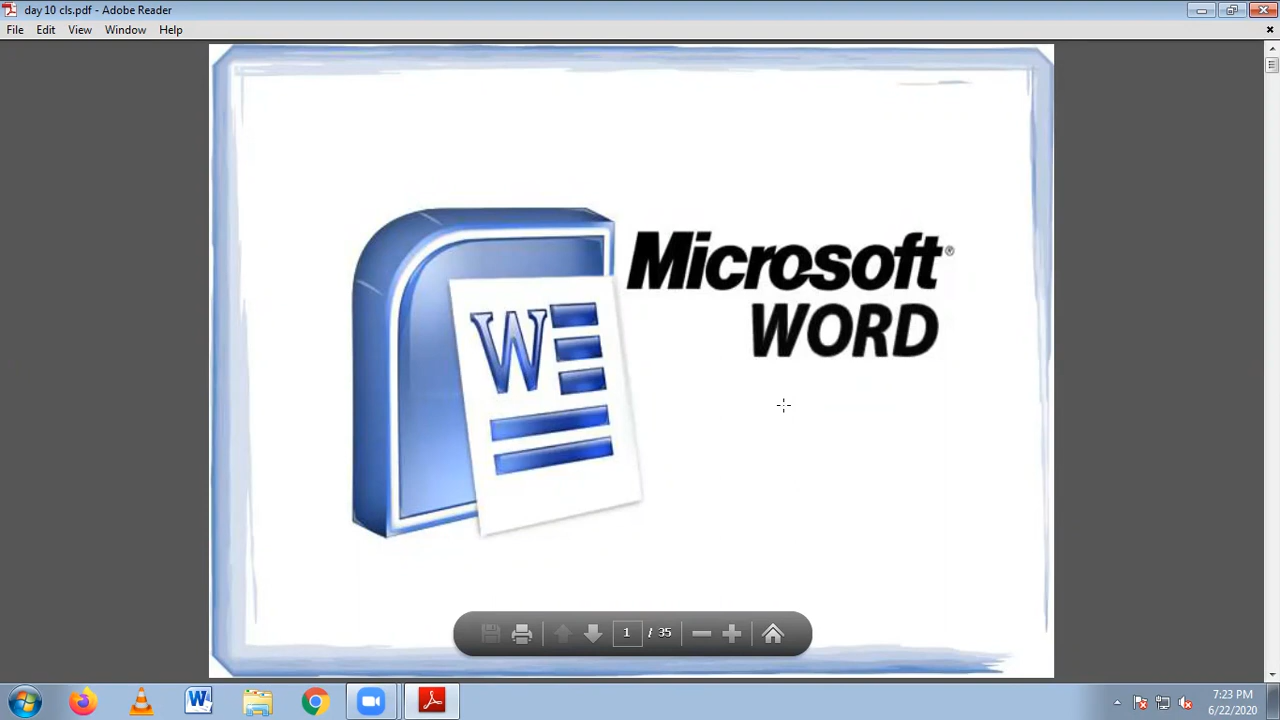 day 10 cls.pdf - Adobe Reader
File Edit View Window Help
Microsoft®
WORD
W
1 / 35
W
7:23 PM
6/22/2020